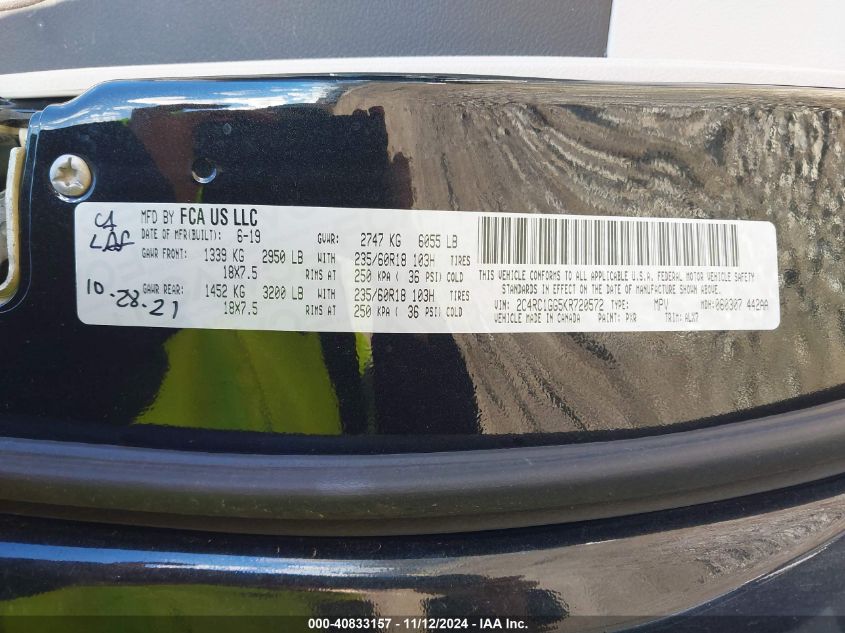 CA
LAF
10-28-21
MFD BY FCA US LLC
DATE OF MFR(BUILT): 6-19 GVWR: 2747 KG 6055 LB
GAWR FRONT: 1339 KG 2950 LB WITH 235/60R18 103H TIRES
18X7.5 RIMS AT 250 KPA ( 36 PSI) COLD
GAWR REAR: 1452 KG 3200 LB WITH 235/60R18 103H TIRES
18X7.5 RIMS AT 250 KPA ( 36 PSI) COLD
THIS VEHICLE CONFORMS TO ALL APPLICABLE U.S.A. FEDERAL MOTOR VEHICLE SAFETY
STANDARDS IN EFFECT ON THE DATE OF MANUFACTURE SHOWN ABOVE.
VIN: 2C4RC1GG5KR720572 TYPE: MPV MDH: 060307 442AA
VEHICLE MADE IN CANADA PAINT: PXR TRIM: ALX7
000-40833157 - 11/12/2024 - IAA Inc.